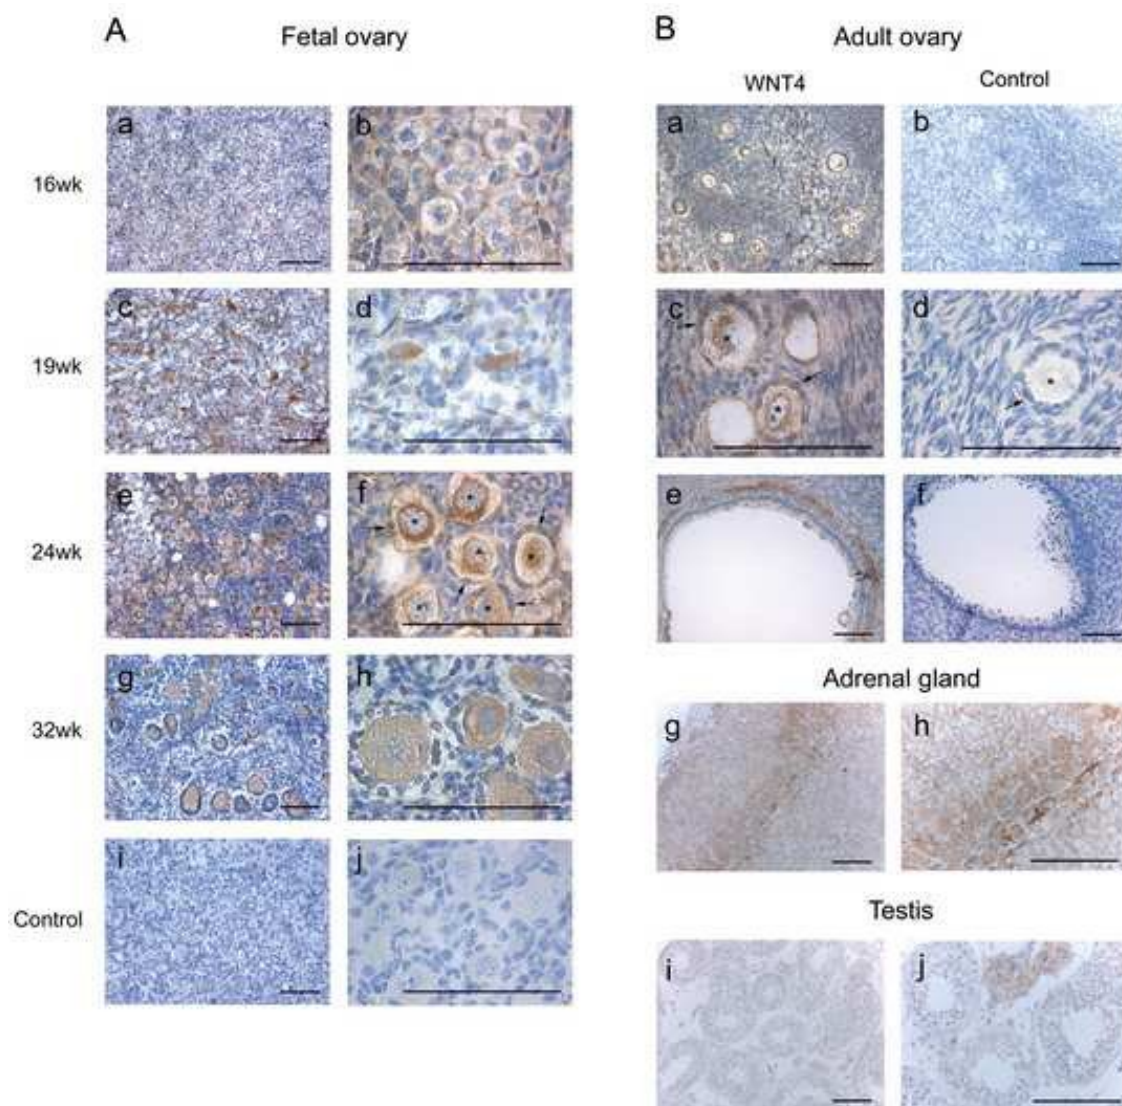 A Fetal ovary
a b
16wk
c d
19wk
e f
24wk
g h
32wk
i j
Control
B Adult ovary
WNT4 Control
a b
c d
e f
Adrenal gland
g h
Testis
i j